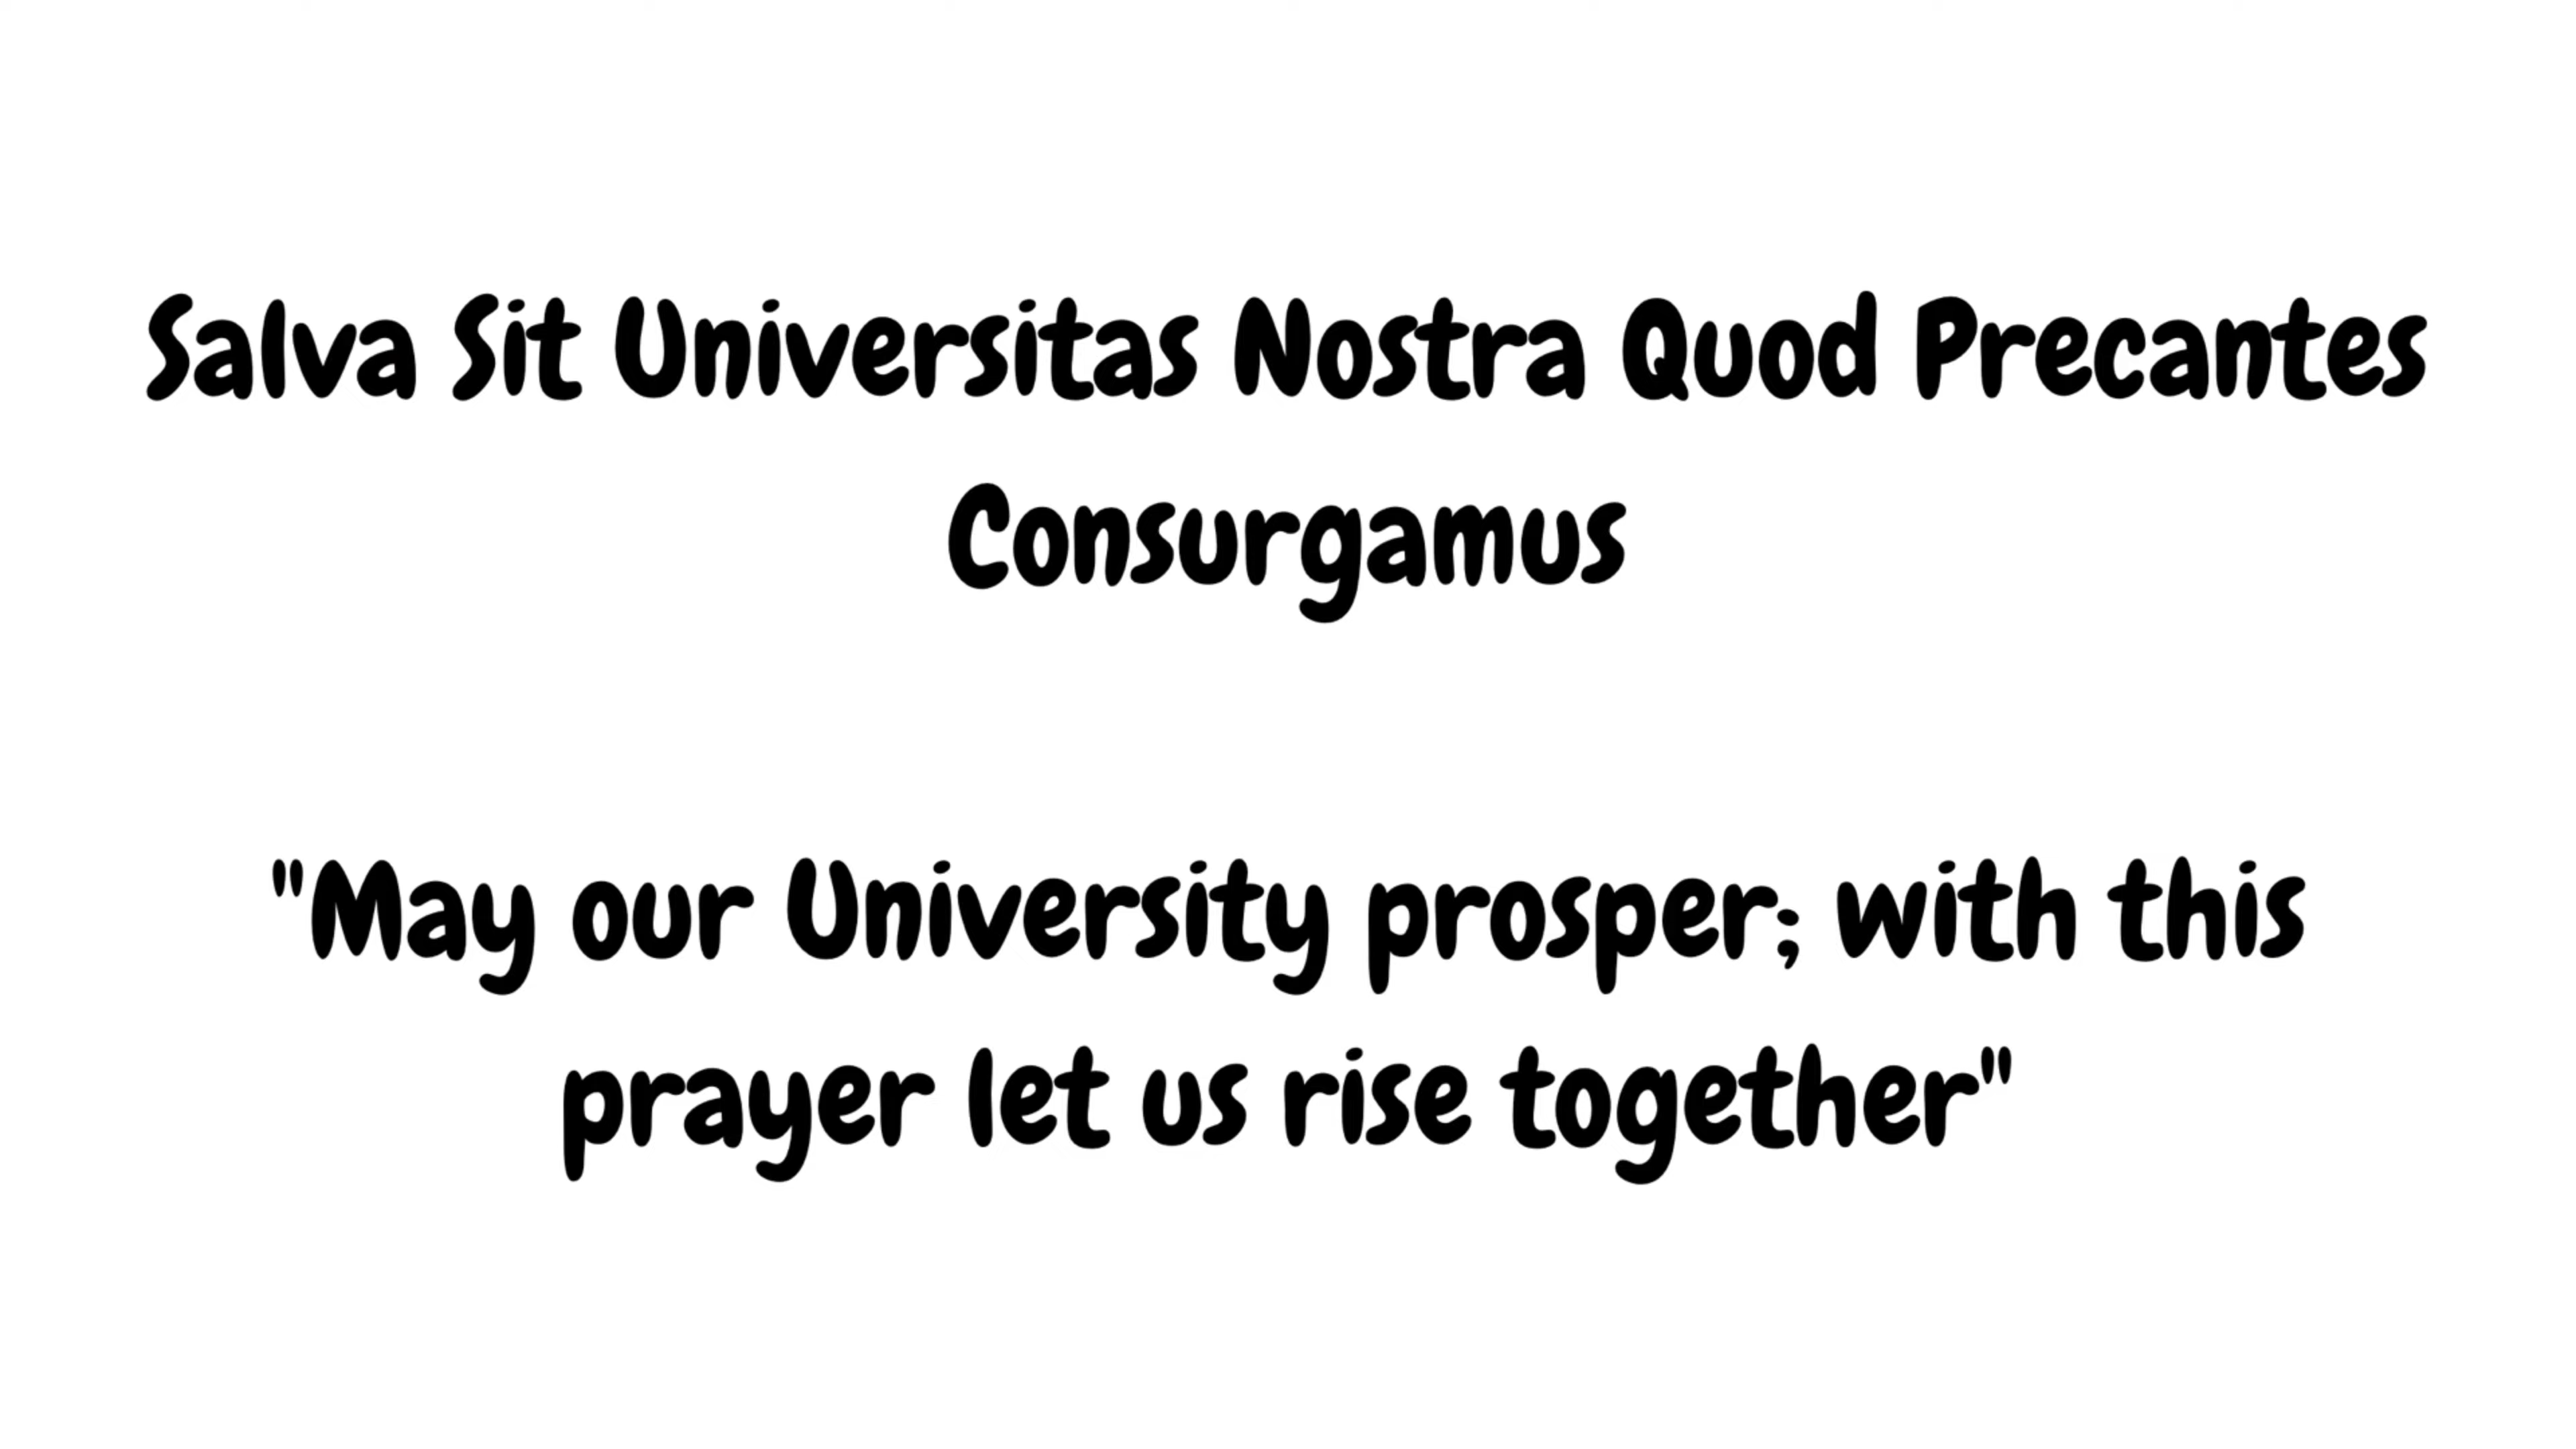 Salva Sit Universitas Nostra Quod Precantes
Consurgamus
"May our University prosper; with this
prayer let us rise together"